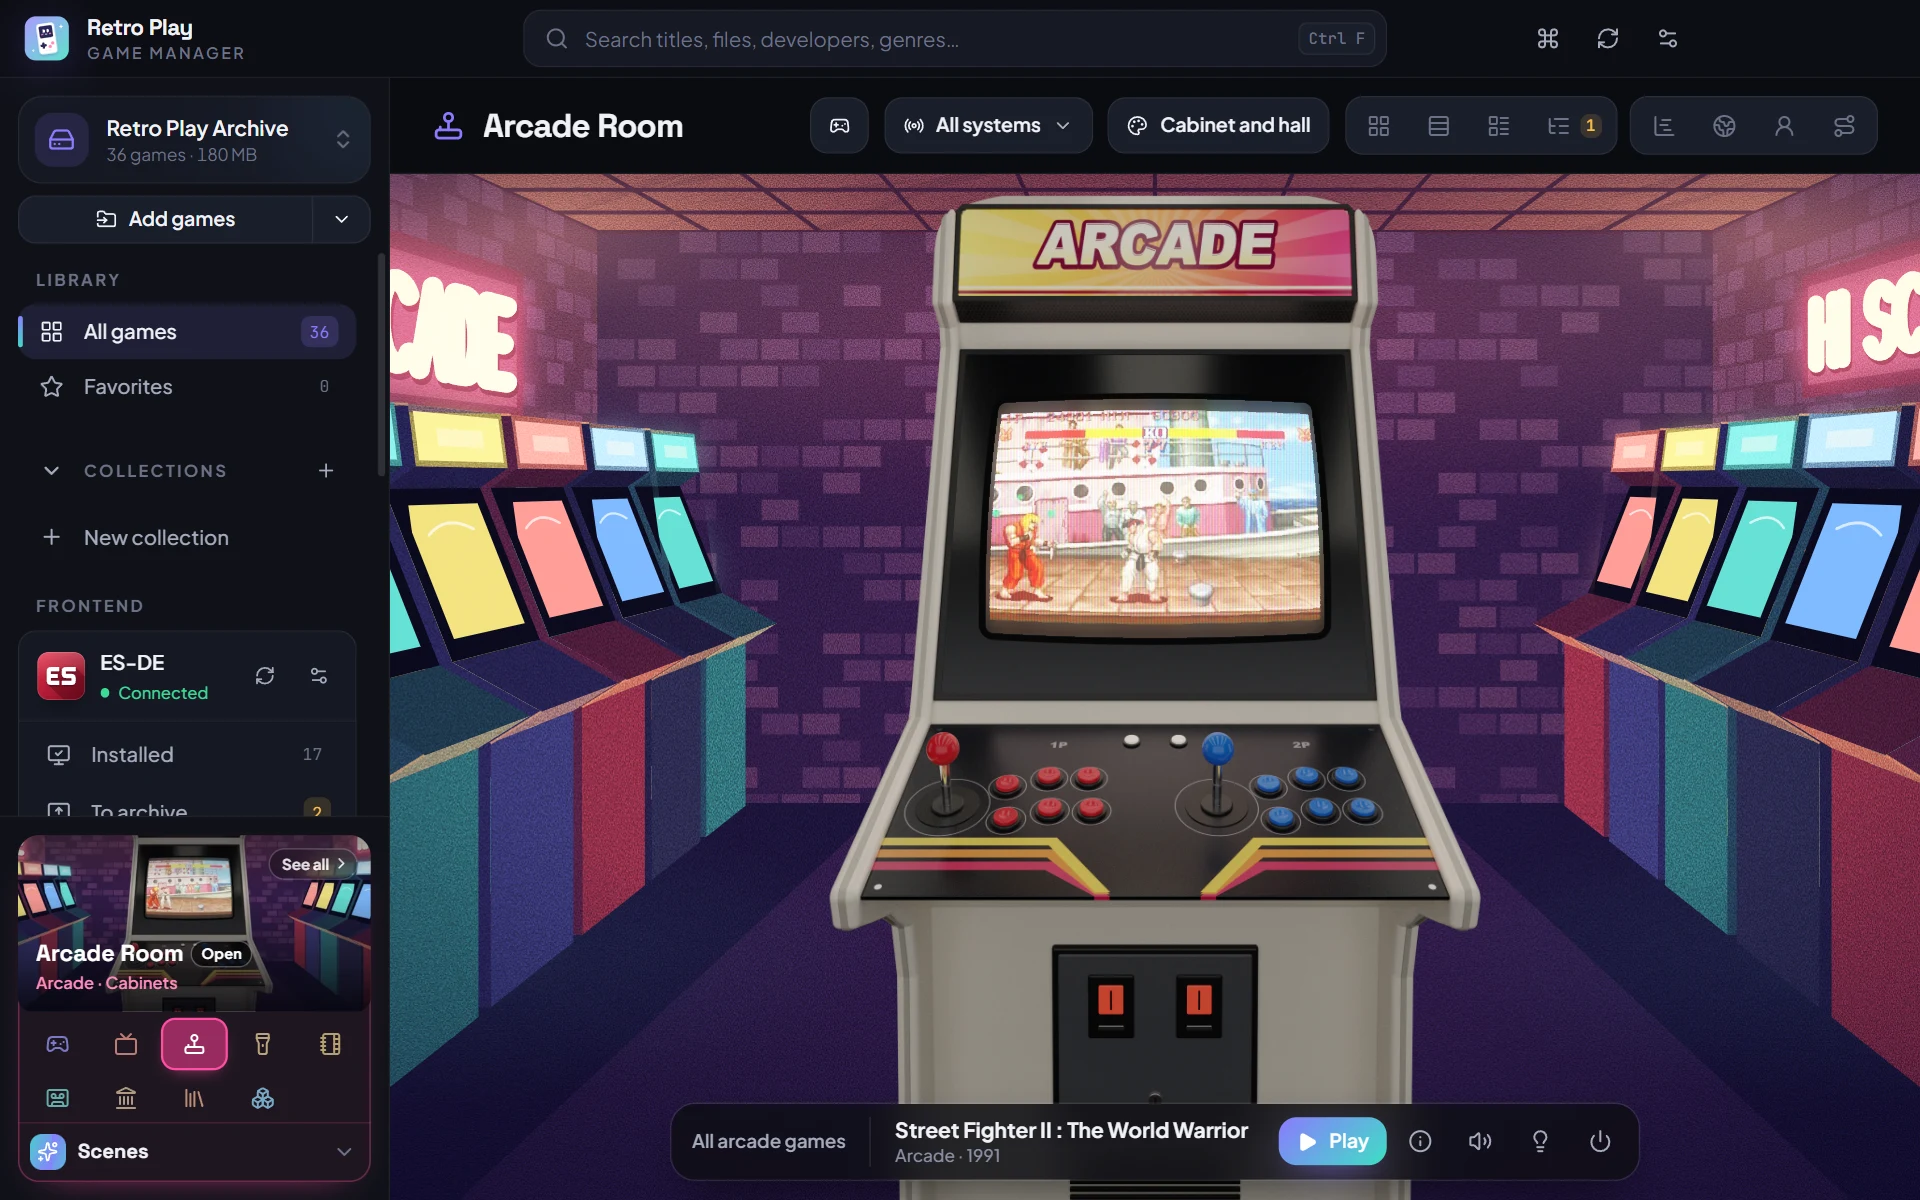 Retro Play
GAME MANAGER
Search titles, files, developers, genres...
Ctrl F
Retro Play Archive
36 games · 180 MB
Add games
LIBRARY
All games
36
Favorites
0
COLLECTIONS
New collection
FRONTEND
ES
ES-DE
Connected
Installed
17
To archive
2
See all
Arcade Room
Open
Arcade · Cabinets
Scenes
Arcade Room
All systems
Cabinet and hall
1
CADE
H SC
ARCADE
KO
1P
2P
All arcade games
Street Fighter II : The World Warrior
Arcade · 1991
Play